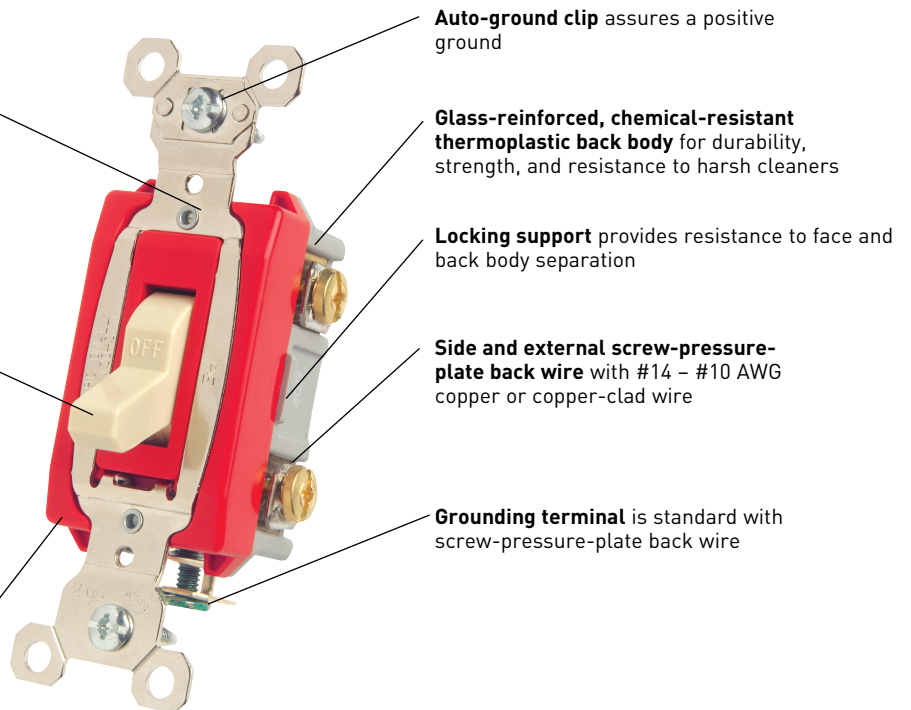 Auto-ground clip assures a positive
ground
Glass-reinforced, chemical-resistant
thermoplastic back body for durability,
strength, and resistance to harsh cleaners
Locking support provides resistance to face and
back body separation
OFF
Side and external screw-pressure-
plate back wire with #14 – #10 AWG
copper or copper-clad wire
Grounding terminal is standard with
screw-pressure-plate back wire